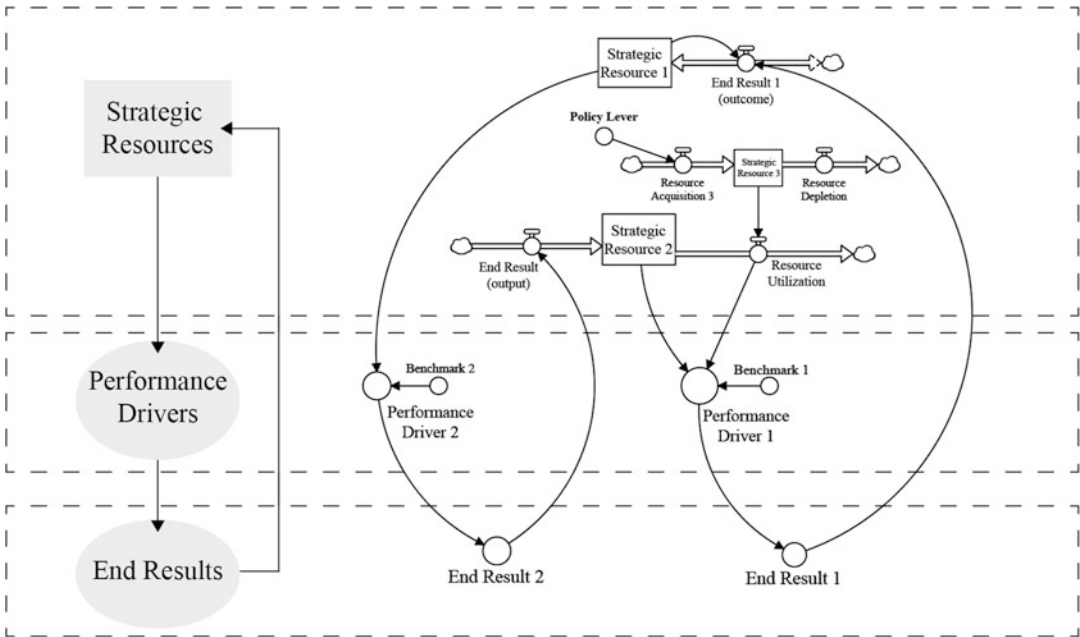 Strategic
Resources
Performance
Drivers
End Results
Strategic
Resource 1
End Result 1
(outcome)
Policy Lever
Resource
Acquisition 3
Strategic
Resource 3
Resource
Depletion
Strategic
Resource 2
End Result
(output)
Resource
Utilization
Benchmark 2
Performance
Driver 2
Benchmark 1
Performance
Driver 1
End Result 2
End Result 1